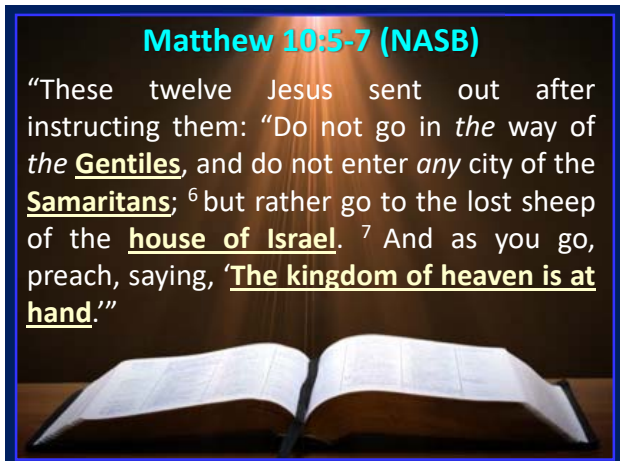 Matthew 10:5-7 (NASB)
“These twelve Jesus sent out after
instructing them: “Do not go in the way of
the Gentiles, and do not enter any city of the
Samaritans; 6 but rather go to the lost sheep
of the house of Israel. 7 And as you go,
preach, saying, ‘The kingdom of heaven is at
hand.’”